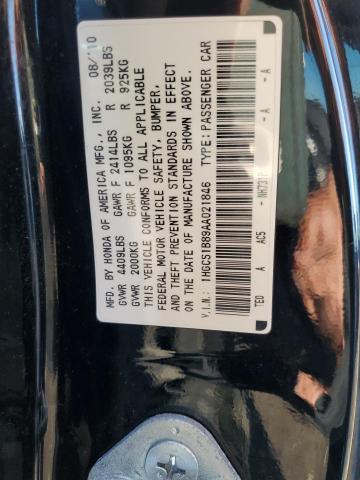 MFD. BY HONDA OF AMERICA MFG., INC. 08/'10
GVWR 4409LBS GAWR F 2414LBS R 2039LBS
GVWR 2000KG GAWR F 1095KG R 925KG
THIS VEHICLE CONFORMS TO ALL APPLICABLE
FEDERAL MOTOR VEHICLE SAFETY, BUMPER,
AND THEFT PREVENTION STANDARDS IN EFFECT
ON THE DATE OF MANUFACTURE SHOWN ABOVE.
V.I.N.: 1HGCS1B89AA021846 TYPE: PASSENGER CAR
TE0 A AC5 - NH731P - A - A